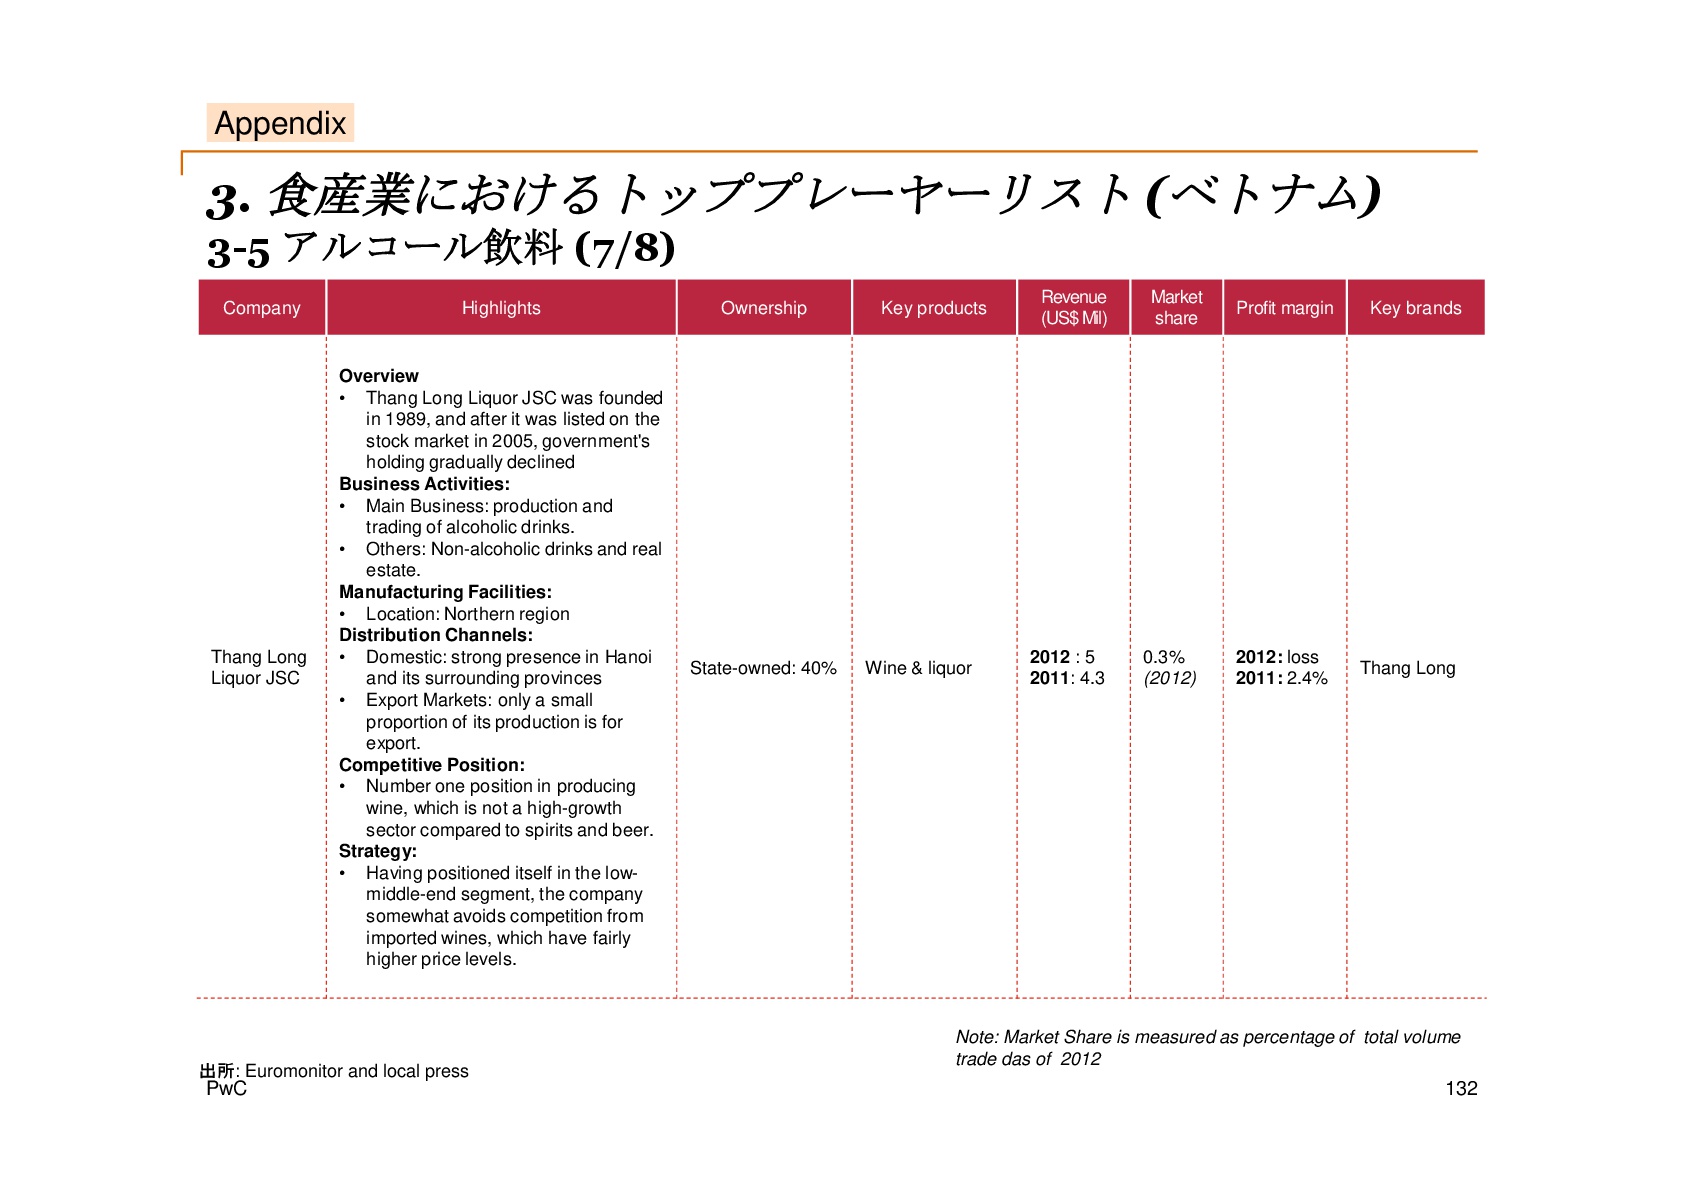 Appendix
3. 食産業におけるトッププレーヤーリスト(ベトナム)
3-5 アルコール飲料 (7/8)
Company
Highlights
Ownership
Key products
Revenue
(US$ Mil)
Market
share
Profit margin
Key brands
Thang Long
Liquor JSC
Overview
• Thang Long Liquor JSC was founded
in 1989, and after it was listed on the
stock market in 2005, government's
holding gradually declined
Business Activities:
• Main Business: production and
trading of alcoholic drinks.
• Others: Non-alcoholic drinks and real
estate.
Manufacturing Facilities:
• Location: Northern region
Distribution Channels:
• Domestic: strong presence in Hanoi
and its surrounding provinces
• Export Markets: only a small
proportion of its production is for
export.
Competitive Position:
• Number one position in producing
wine, which is not a high-growth
sector compared to spirits and beer.
Strategy:
• Having positioned itself in the low-
middle-end segment, the company
somewhat avoids competition from
imported wines, which have fairly
higher price levels.
State-owned: 40%
Wine & liquor
2012 : 5
2011: 4.3
0.3%
(2012)
2012: loss
2011: 2.4%
Thang Long
Note: Market Share is measured as percentage of total volume
trade das of 2012
出所: Euromonitor and local press
PwC
132